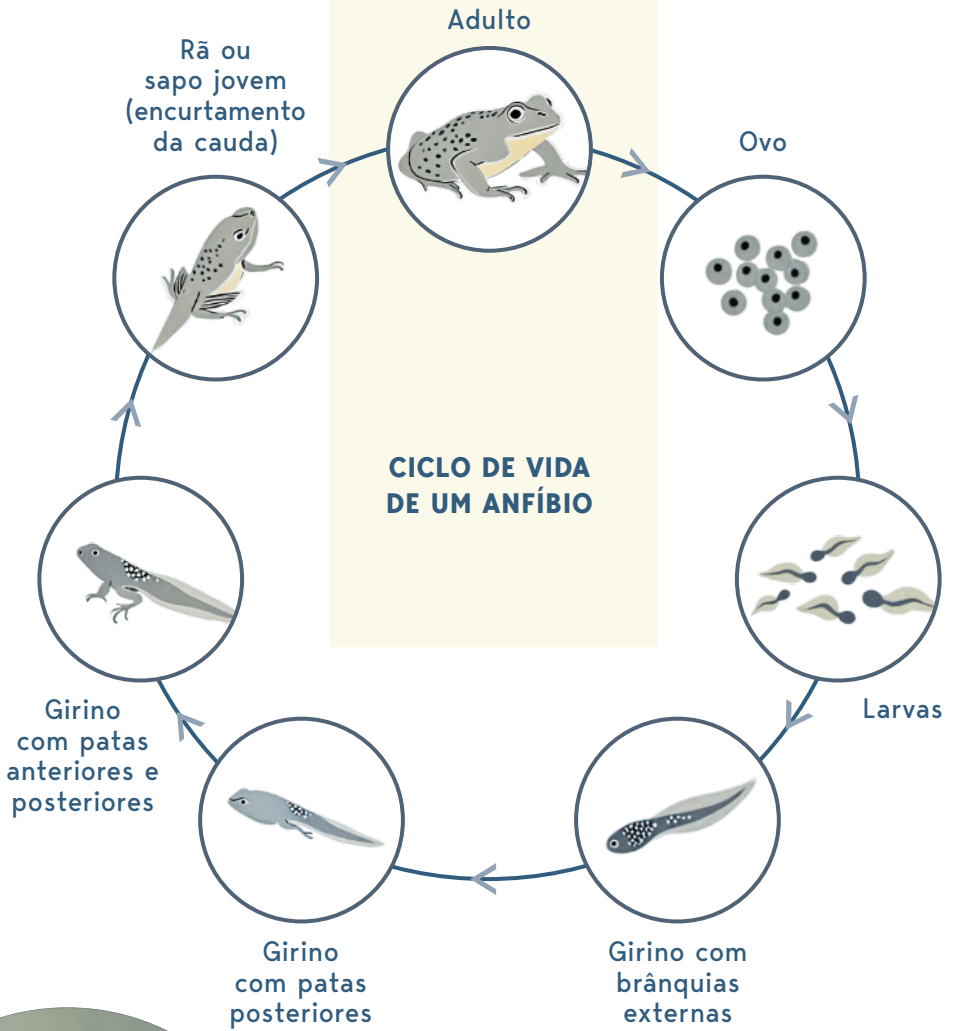 Adulto
Rã ou
sapo jovem
(encurtamento
da cauda)
Ovo
CICLO DE VIDA
DE UM ANFÍBIO
Larvas
Girino
com patas
anteriores e
posteriores
Girino
com patas
posteriores
Girino com
brânquias
externas